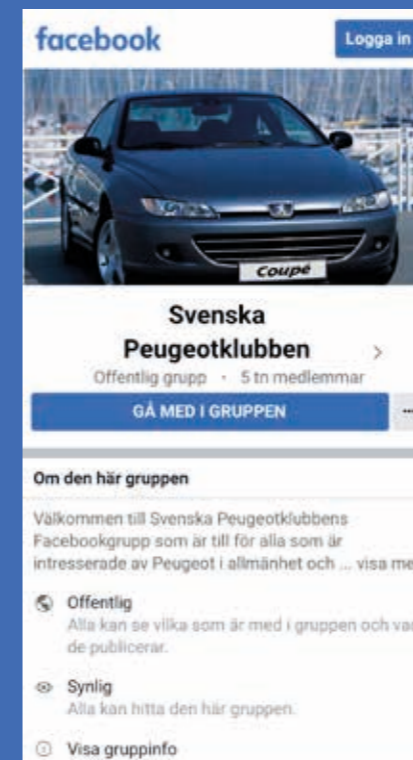 facebook
Logga in
Coupé
Svenska
Peugeotklubben
Offentlig grupp · 5 tn medlemmar
GÅ MED I GRUPPEN
Om den här gruppen
Välkommen till Svenska Peugeotklubbens
Facebookgrupp som är till för alla som är
intresserade av Peugeot i allmänhet och ... visa me
Offentlig
Alla kan se vilka som är med i gruppen och vad
de publicerar.
Synlig
Alla kan hitta den här gruppen.
Visa gruppinfo